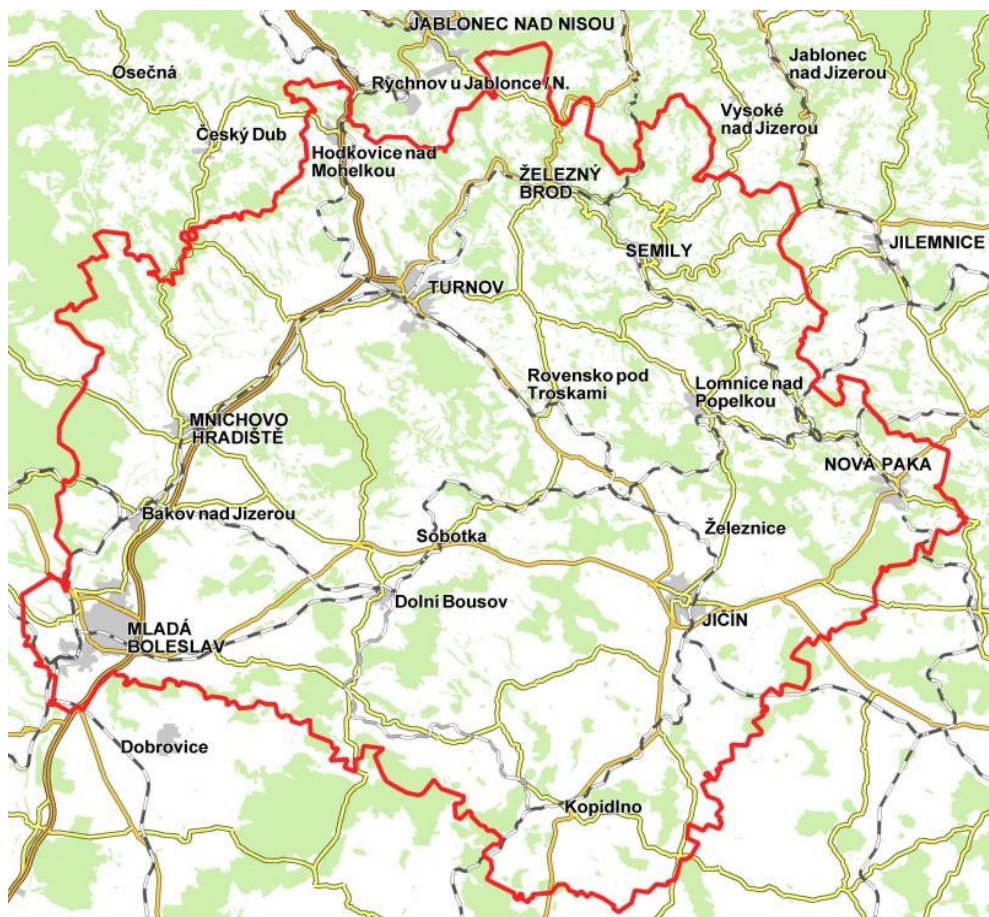 JABLONEC NAD NISOU
Osečná
Jablonec
nad Jizerou
Rychnov u Jablonce / N.
Vysoké
nad Jizerou
Český Dub
Hodkovice nad
Mohelkou
ŽELEZNÝ
BROD
SEMILY
JILEMNICE
TURNOV
Rovensko pod
Troskami
Lomnice nad
Popelkou
MNICHOVO
HRADIŠTĚ
NOVÁ PAKA
Bakov nad Jizerou
Sobotka
Železnice
Dolní Bousov
MLADÁ
BOLESLAV
JIČÍN
Dobrovice
Kopidlno